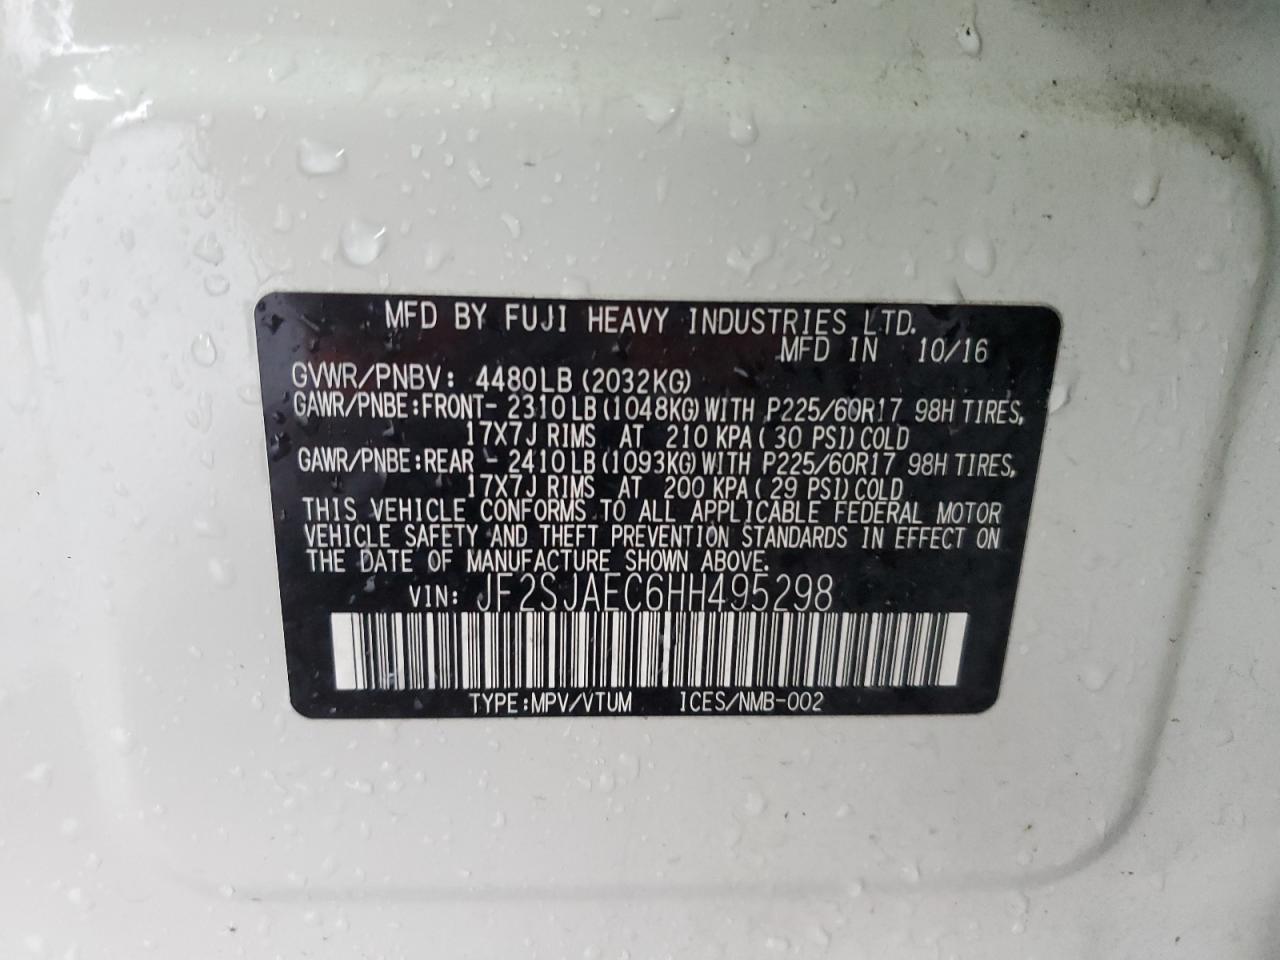 MFD BY FUJI HEAVY INDUSTRIES LTD.
MFD IN 10/16
GVWR/PNBV: 4480LB (2032KG)
GAWR/PNBE:FRONT- 2310LB(1048KG)WITH P225/60R17 98H TIRES,
17X7J RIMS AT 210 KPA( 30 PSI)COLD
GAWR/PNBE:REAR - 2410LB(1093KG)WITH P225/60R17 98H TIRES,
17X7J RIMS AT 200 KPA( 29 PSI)COLD
THIS VEHICLE CONFORMS TO ALL APPLICABLE FEDERAL MOTOR
VEHICLE SAFETY AND THEFT PREVENTION STANDARDS IN EFFECT ON
THE DATE OF MANUFACTURE SHOWN ABOVE.
VIN: JF2SJAEC6HH495298
TYPE:MPV/VTUM ICES/NMB-002